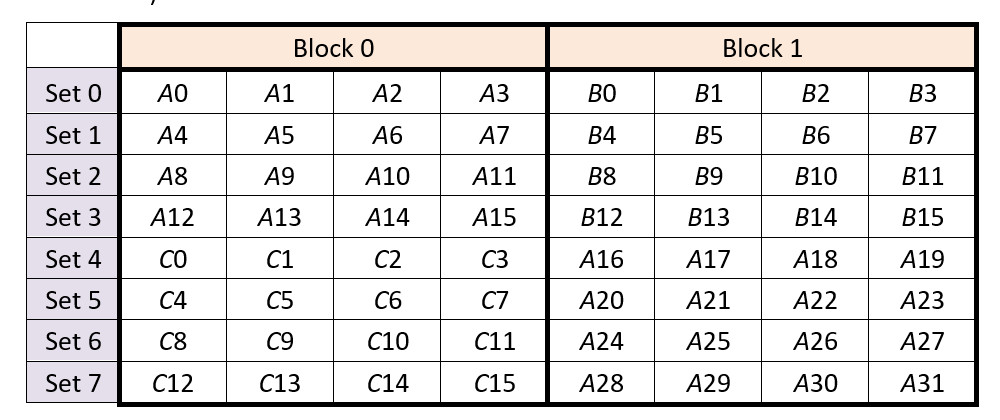 Block 0 Block 1
Set 0 A0 A1 A2 A3 B0 B1 B2 B3
Set 1 A4 A5 A6 A7 B4 B5 B6 B7
Set 2 A8 A9 A10 A11 B8 B9 B10 B11
Set 3 A12 A13 A14 A15 B12 B13 B14 B15
Set 4 C0 C1 C2 C3 A16 A17 A18 A19
Set 5 C4 C5 C6 C7 A20 A21 A22 A23
Set 6 C8 C9 C10 C11 A24 A25 A26 A27
Set 7 C12 C13 C14 C15 A28 A29 A30 A31